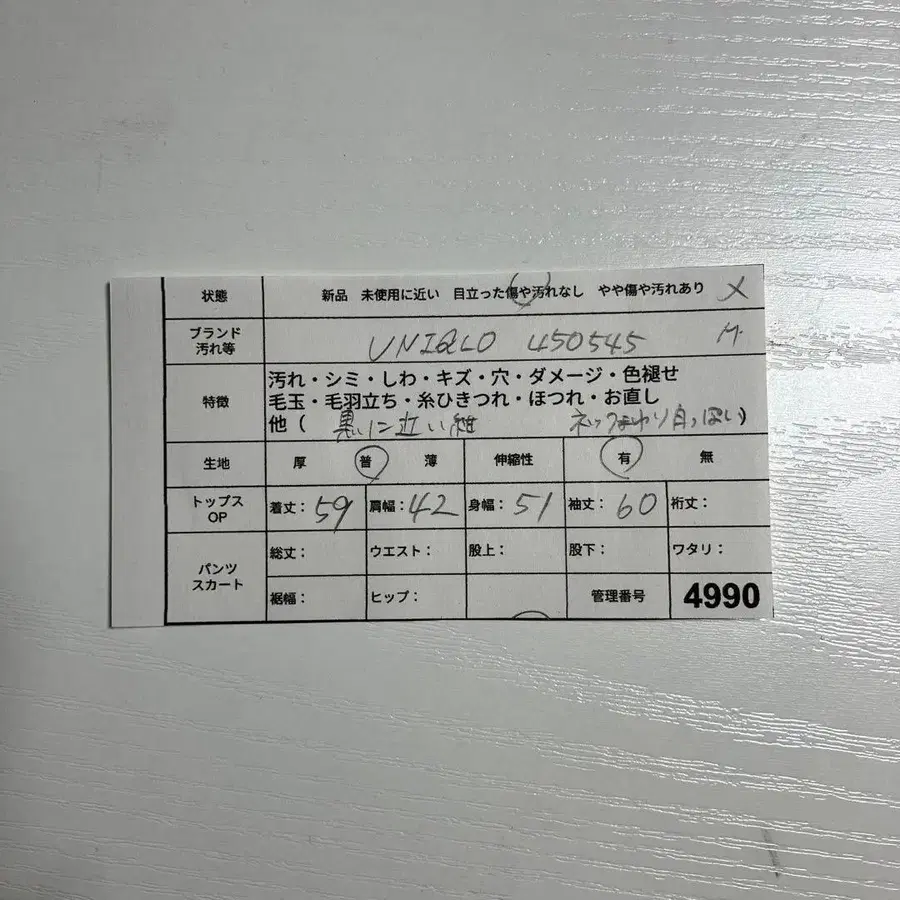 状態 新品 未使用に近い 目立った傷や汚れなし やや傷や汚れあり メ
ブランド UNIQLO 450545 M
汚れ等
特徴 汚れ・シミ・しわ・キズ・穴・ダメージ・色褪せ
毛玉・毛羽立ち・糸ひきつれ・ほつれ・お直し
他( 黒に近い紺 ネックまわり白っぽい)
生地 厚 普 薄 伸縮性 有 無
トップス 着丈:59 肩幅:42 身幅:51 袖丈:60 裄丈:
OP
パンツ 総丈: ウエスト: 股上: 股下: ワタリ:
スカート 裾幅: ヒップ: 管理番号 4990